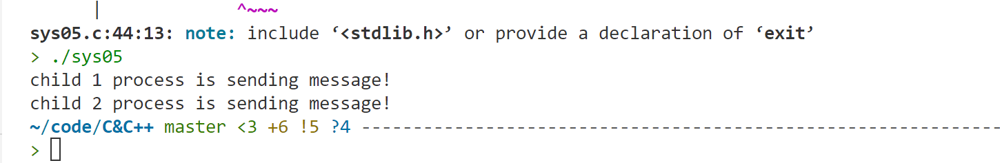 |                 ^~~~
sys05.c:44:13: note: include ‘<stdlib.h>’ or provide a declaration of ‘exit’
> ./sys05
child 1 process is sending message!
child 2 process is sending message!
~/code/C&C++ master <3 +6 !5 ?4 --------------------------------------------------------------
>